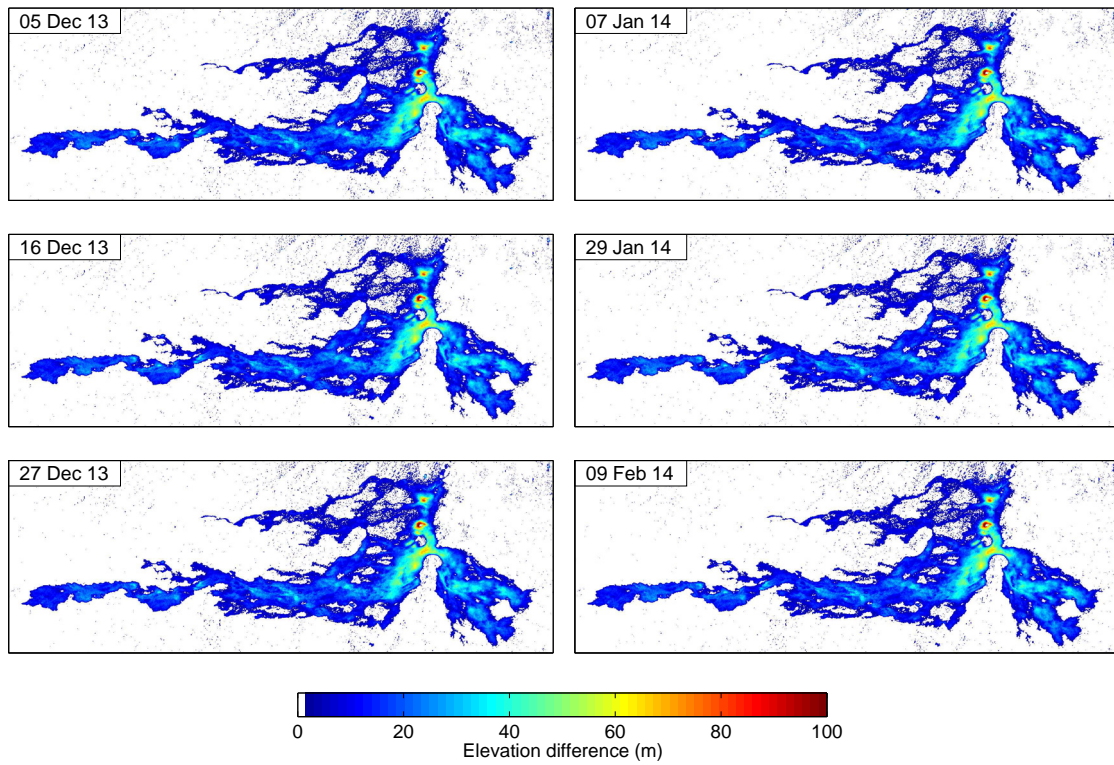 05 Dec 13
07 Jan 14
16 Dec 13
29 Jan 14
27 Dec 13
09 Feb 14
0 20 40 60 80 100
Elevation difference (m)